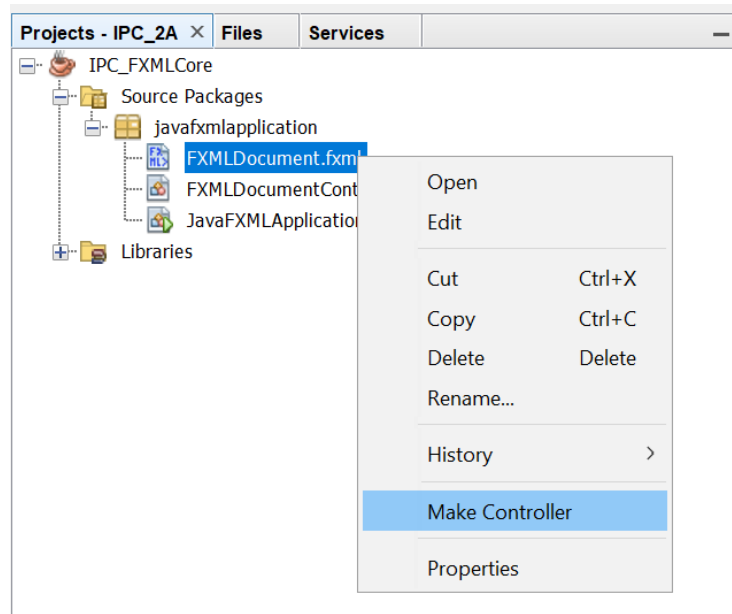 Projects - IPC_2A × Files Services
IPC_FXMLCore
Source Packages
javafxmlapplication
FXMLDocument.fxml
FXMLDocumentCont
JavaFXMLApplication
Libraries
Open
Edit
Cut Ctrl+X
Copy Ctrl+C
Delete Delete
Rename...
History >
Make Controller
Properties